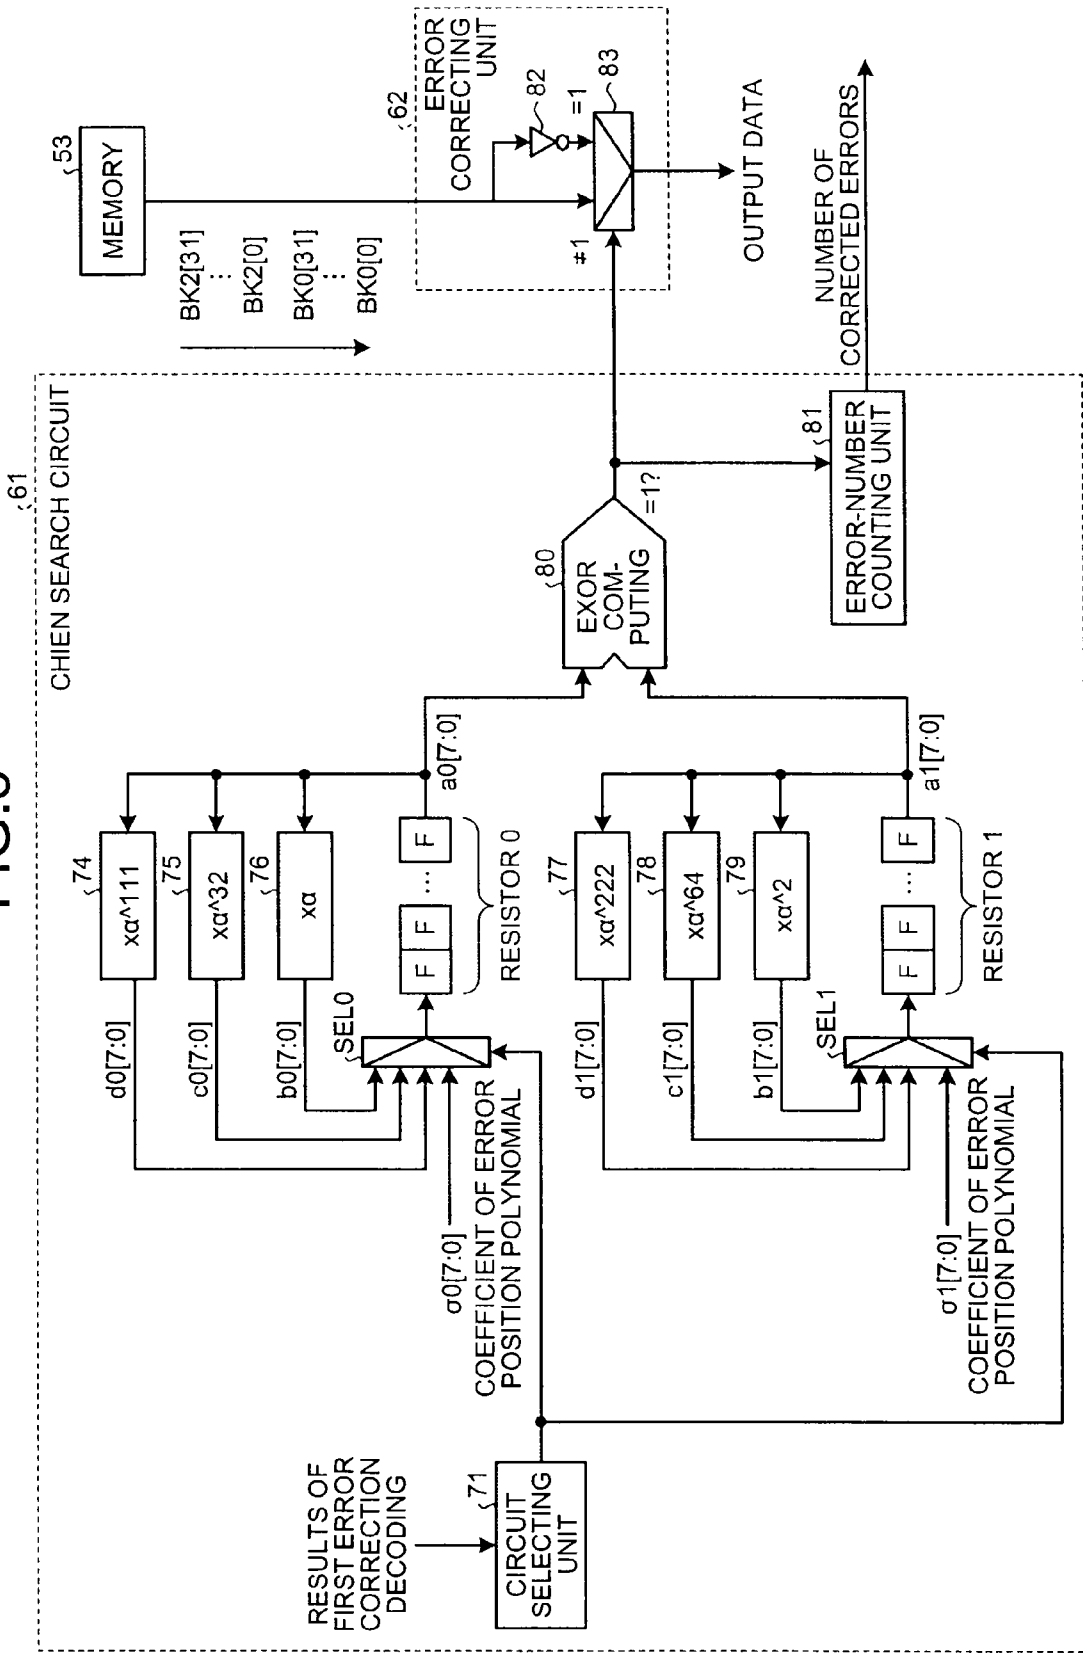 61
CHIEN SEARCH CIRCUIT
RESULTS OF
FIRST ERROR
CORRECTION
DECODING
71
CIRCUIT
SELECTING
UNIT
74
xα^111
75
xα^32
76
xα
d0[7:0]
c0[7:0]
b0[7:0]
SEL0
F
F
...
F
RESISTOR 0
a0[7:0]
σ0[7:0]
COEFFICIENT OF ERROR
POSITION POLYNOMIAL
77
xα^222
78
xα^64
79
xα^2
d1[7:0]
c1[7:0]
b1[7:0]
SEL1
F
F
...
F
RESISTOR 1
a1[7:0]
σ1[7:0]
COEFFICIENT OF ERROR
POSITION POLYNOMIAL
80
EXOR
COM-
PUTING
=1?
81
ERROR-NUMBER
COUNTING UNIT
NUMBER OF
CORRECTED ERRORS
53
MEMORY
BK2[31]
⋮
BK2[0]
BK0[31]
⋮
BK0[0]
62
ERROR
CORRECTING
UNIT
82
=1
≠1
83
OUTPUT DATA